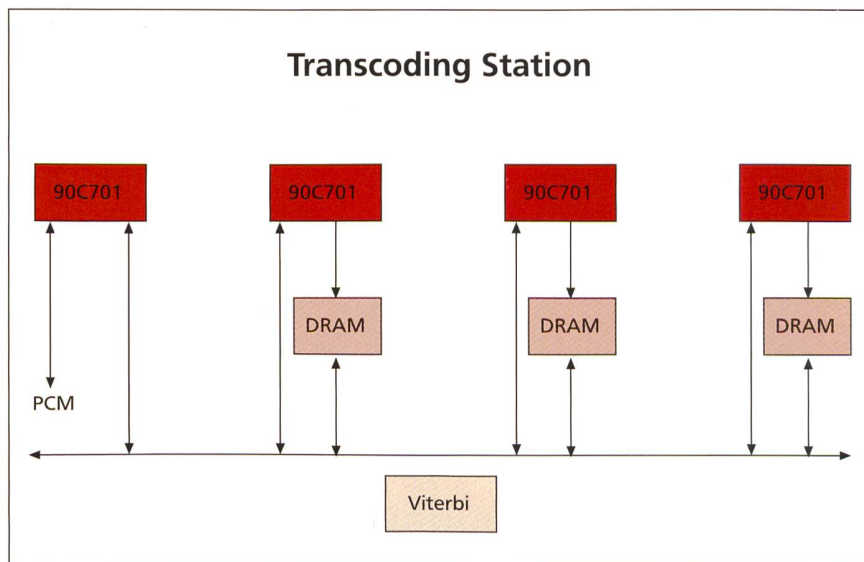 Transcoding Station
90C701 90C701 90C701 90C701
DRAM DRAM DRAM
PCM
Viterbi